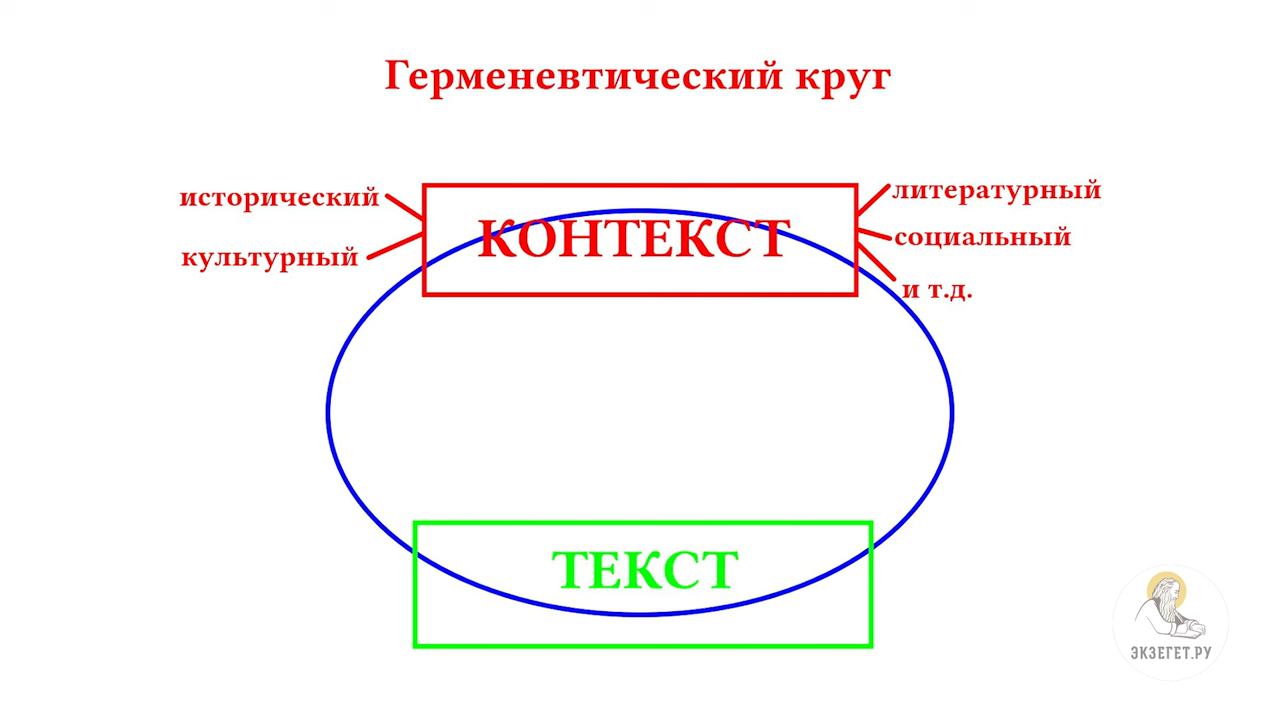 Герменевтический круг
исторический
культурный
КОНТЕКСТ
литературный
социальный
и т.д.
ТЕКСТ
ЭКЗЕГЕТ.РУ